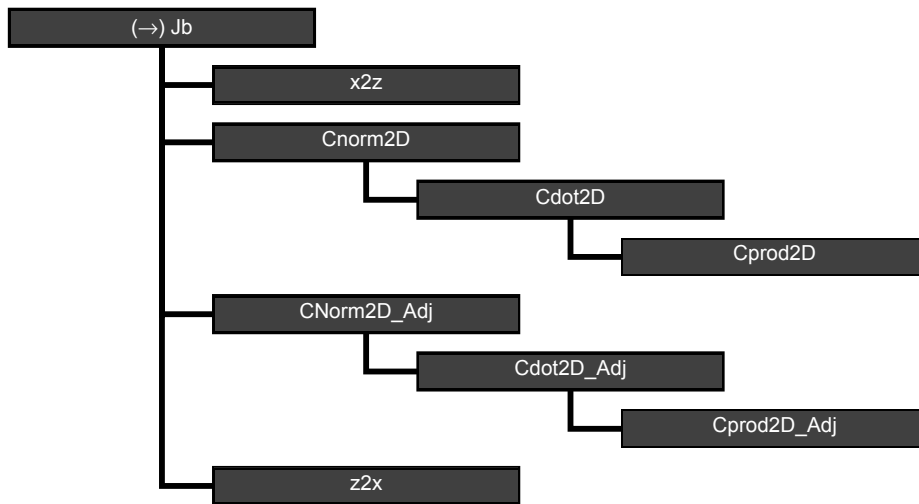 (→) Jb
x2z
Cnorm2D
Cdot2D
Cprod2D
CNorm2D_Adj
Cdot2D_Adj
Cprod2D_Adj
z2x